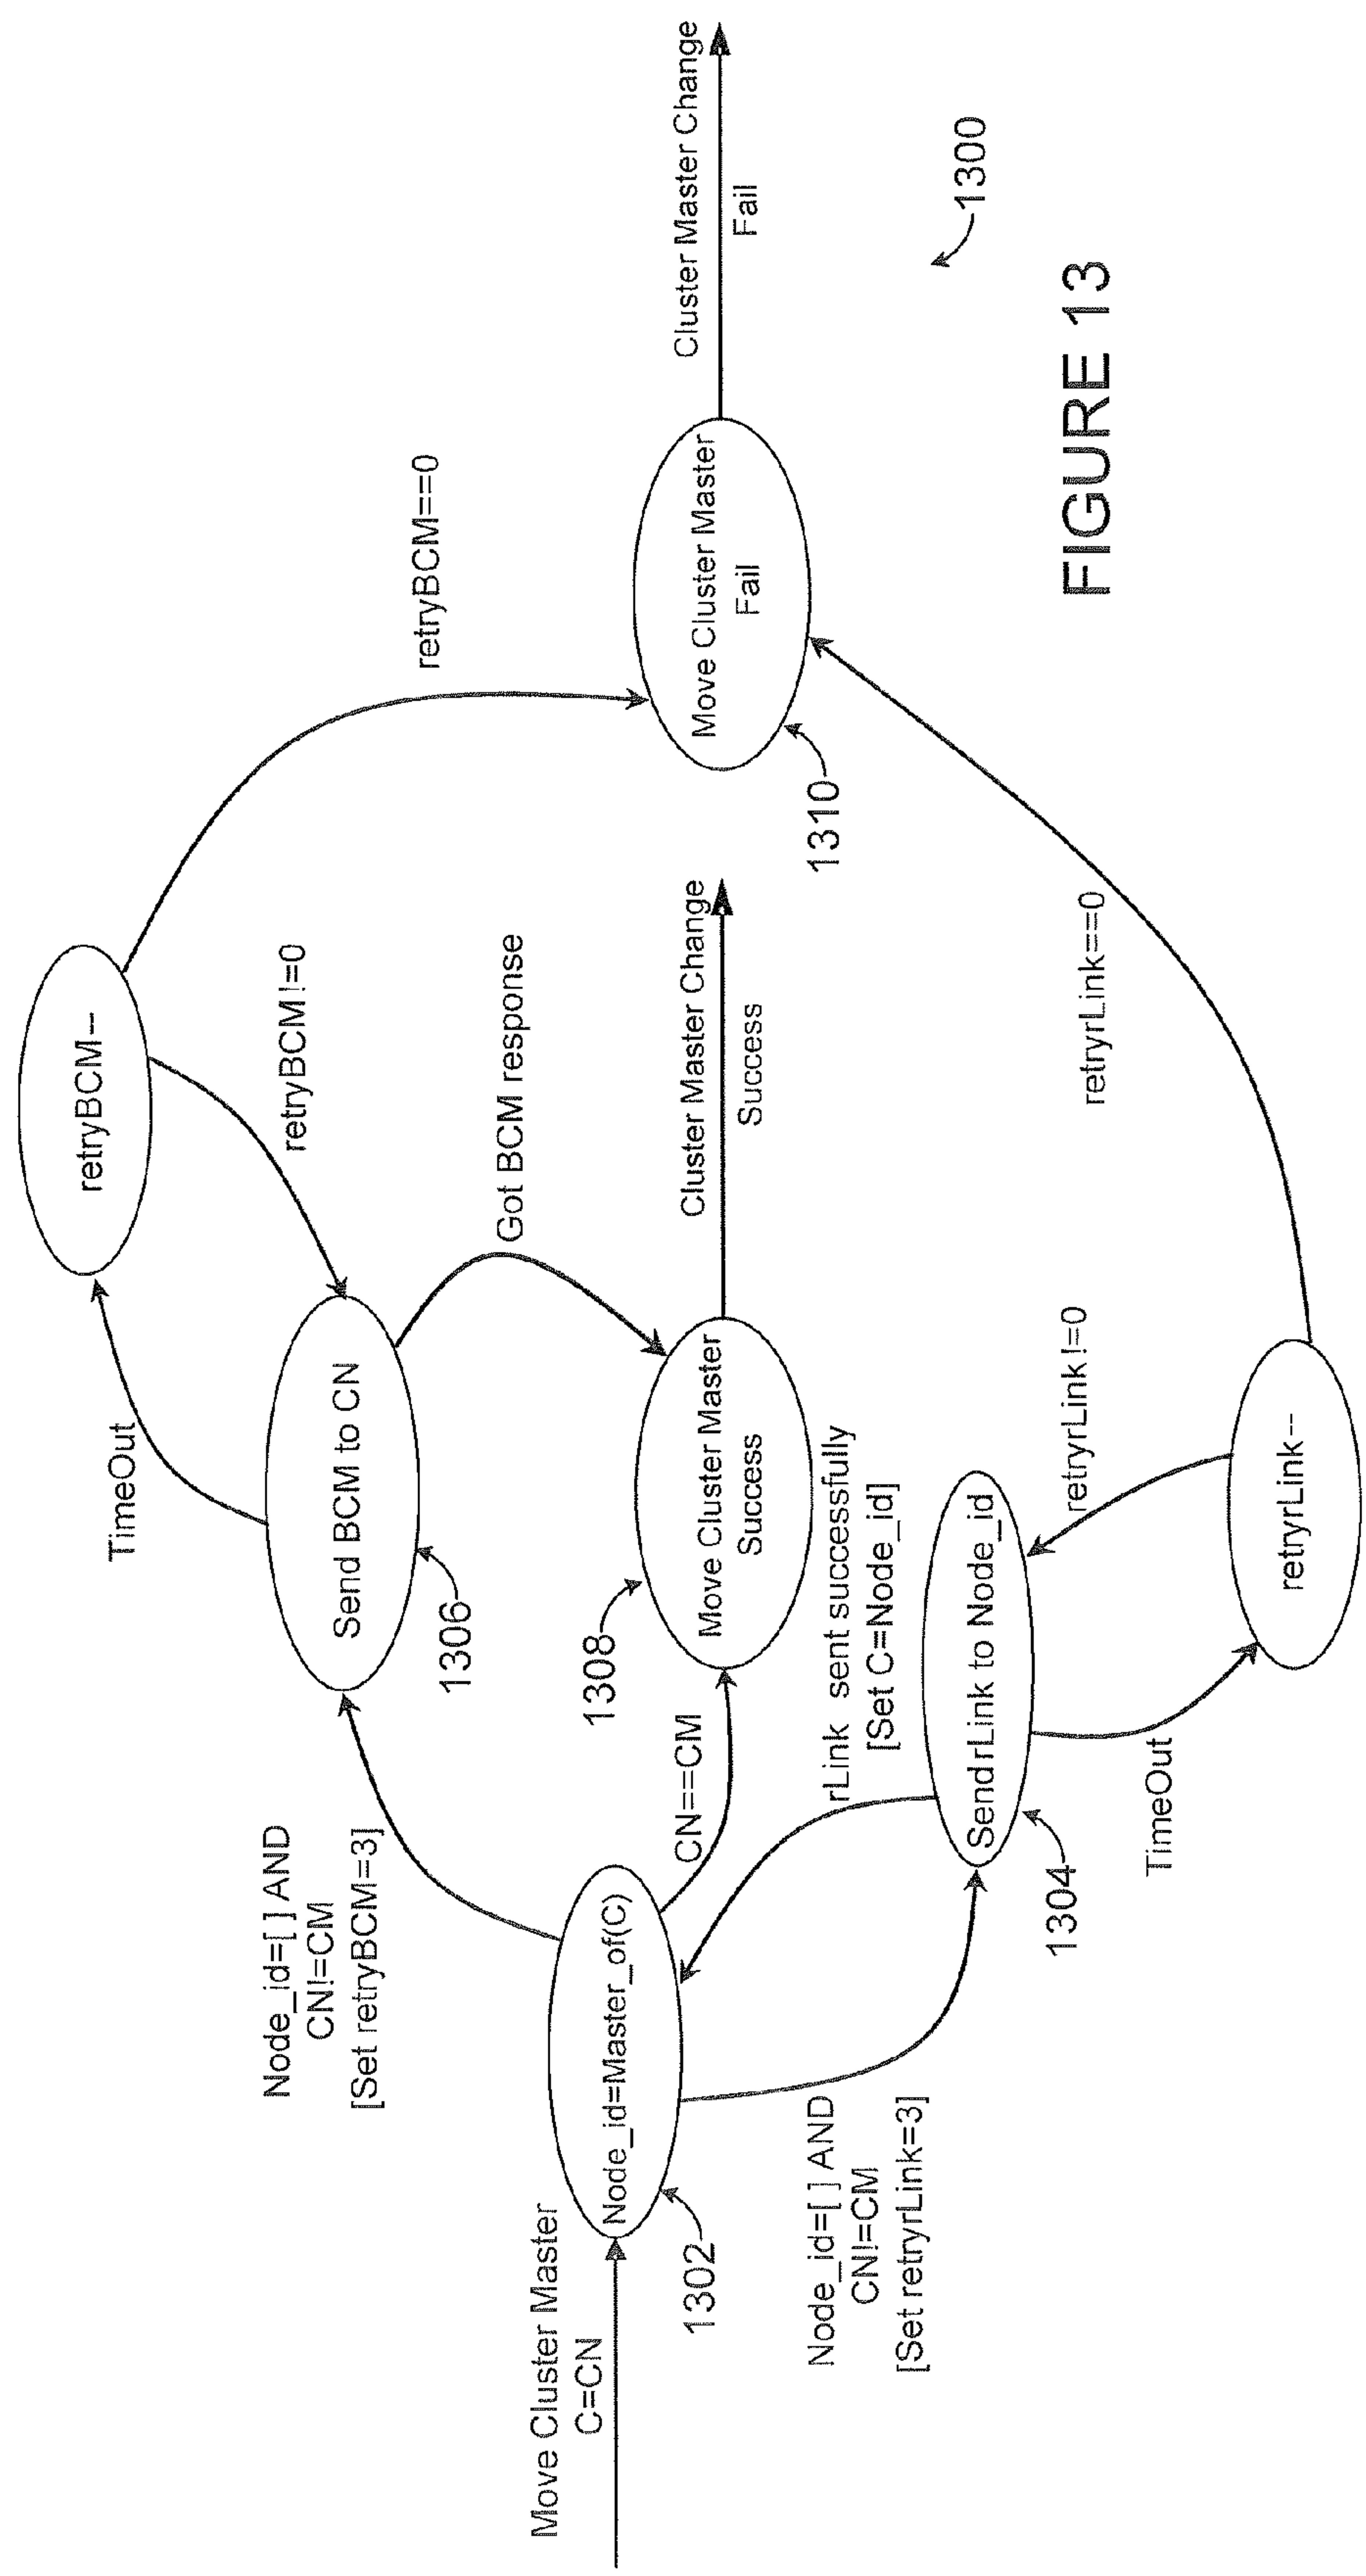 Move Cluster Master
C=CN
Node_id=Master_of(C)
1302
Node_id=[ ] AND
CN!=CM
[Set retryBCM=3]
Node_id=[ ] AND
CN!=CM
[Set retryrLink=3]
CN==CM
Send BCM to CN
1306
TimeOut
retryBCM--
retryBCM !=0
retryBCM==0
Got BCM response
Move Cluster Master
Success
1308
Cluster Master Change
Success
rLink sent successfully
[Set C=Node_id]
Send rLink to Node_id
1304
TimeOut
retryrLink--
retryrLink !=0
retryrLink==0
Move Cluster Master
Fail
1310
Cluster Master Change
Fail
1300
FIGURE 13